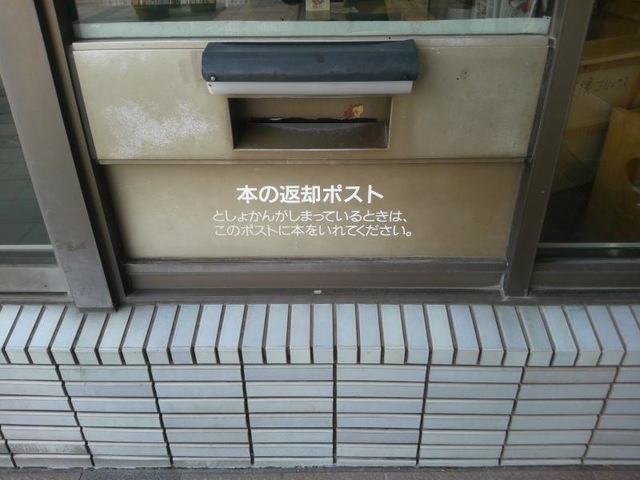 本の返却ポスト
としょかんがしまっているときは、
このポストに本をいれてください。